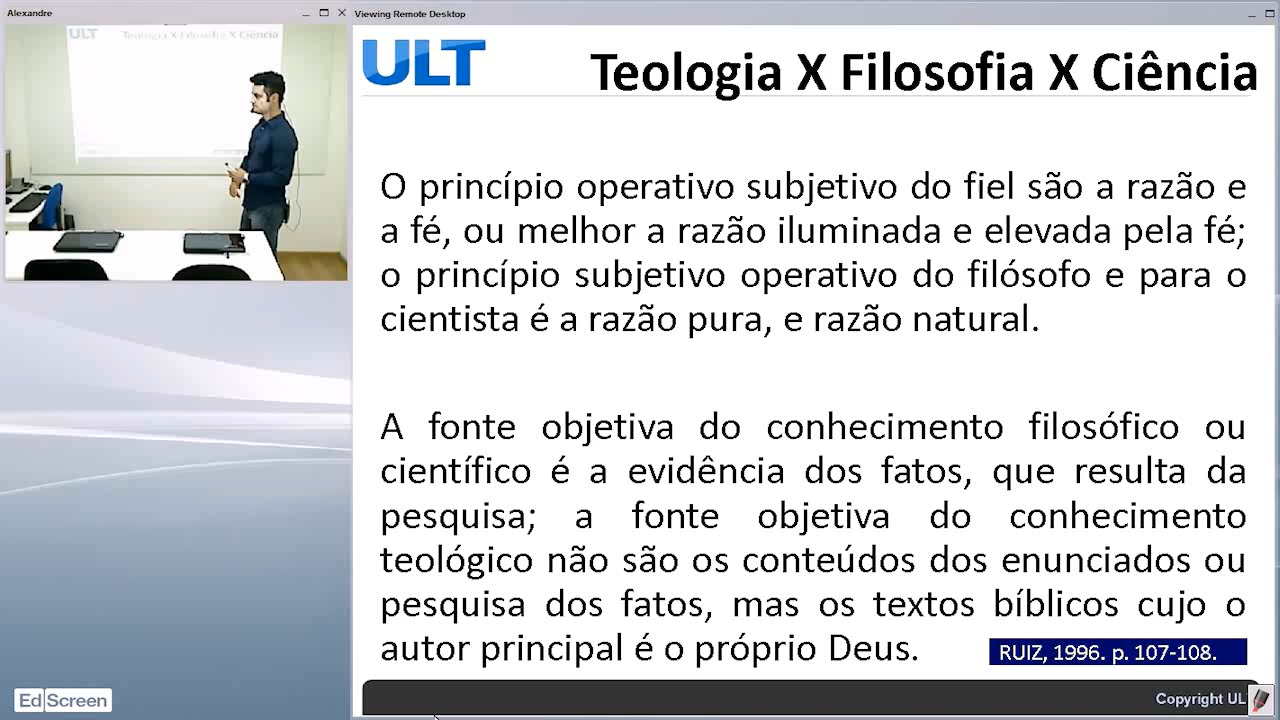 Alexandre
Viewing Remote Desktop
ULT
Teologia X Filosofia X Ciência
ULT
Teologia X Filosofia X Ciência
O princípio operativo subjetivo do fiel são a razão e
a fé, ou melhor a razão iluminada e elevada pela fé;
o princípio subjetivo operativo do filósofo e para o
cientista é a razão pura, e razão natural.
A fonte objetiva do conhecimento filosófico ou
científico é a evidência dos fatos, que resulta da
pesquisa; a fonte objetiva do conhecimento
teológico não são os conteúdos dos enunciados ou
pesquisa dos fatos, mas os textos bíblicos cujo o
autor principal é o próprio Deus.
RUIZ, 1996. p. 107-108.
EdScreen
Copyright UL